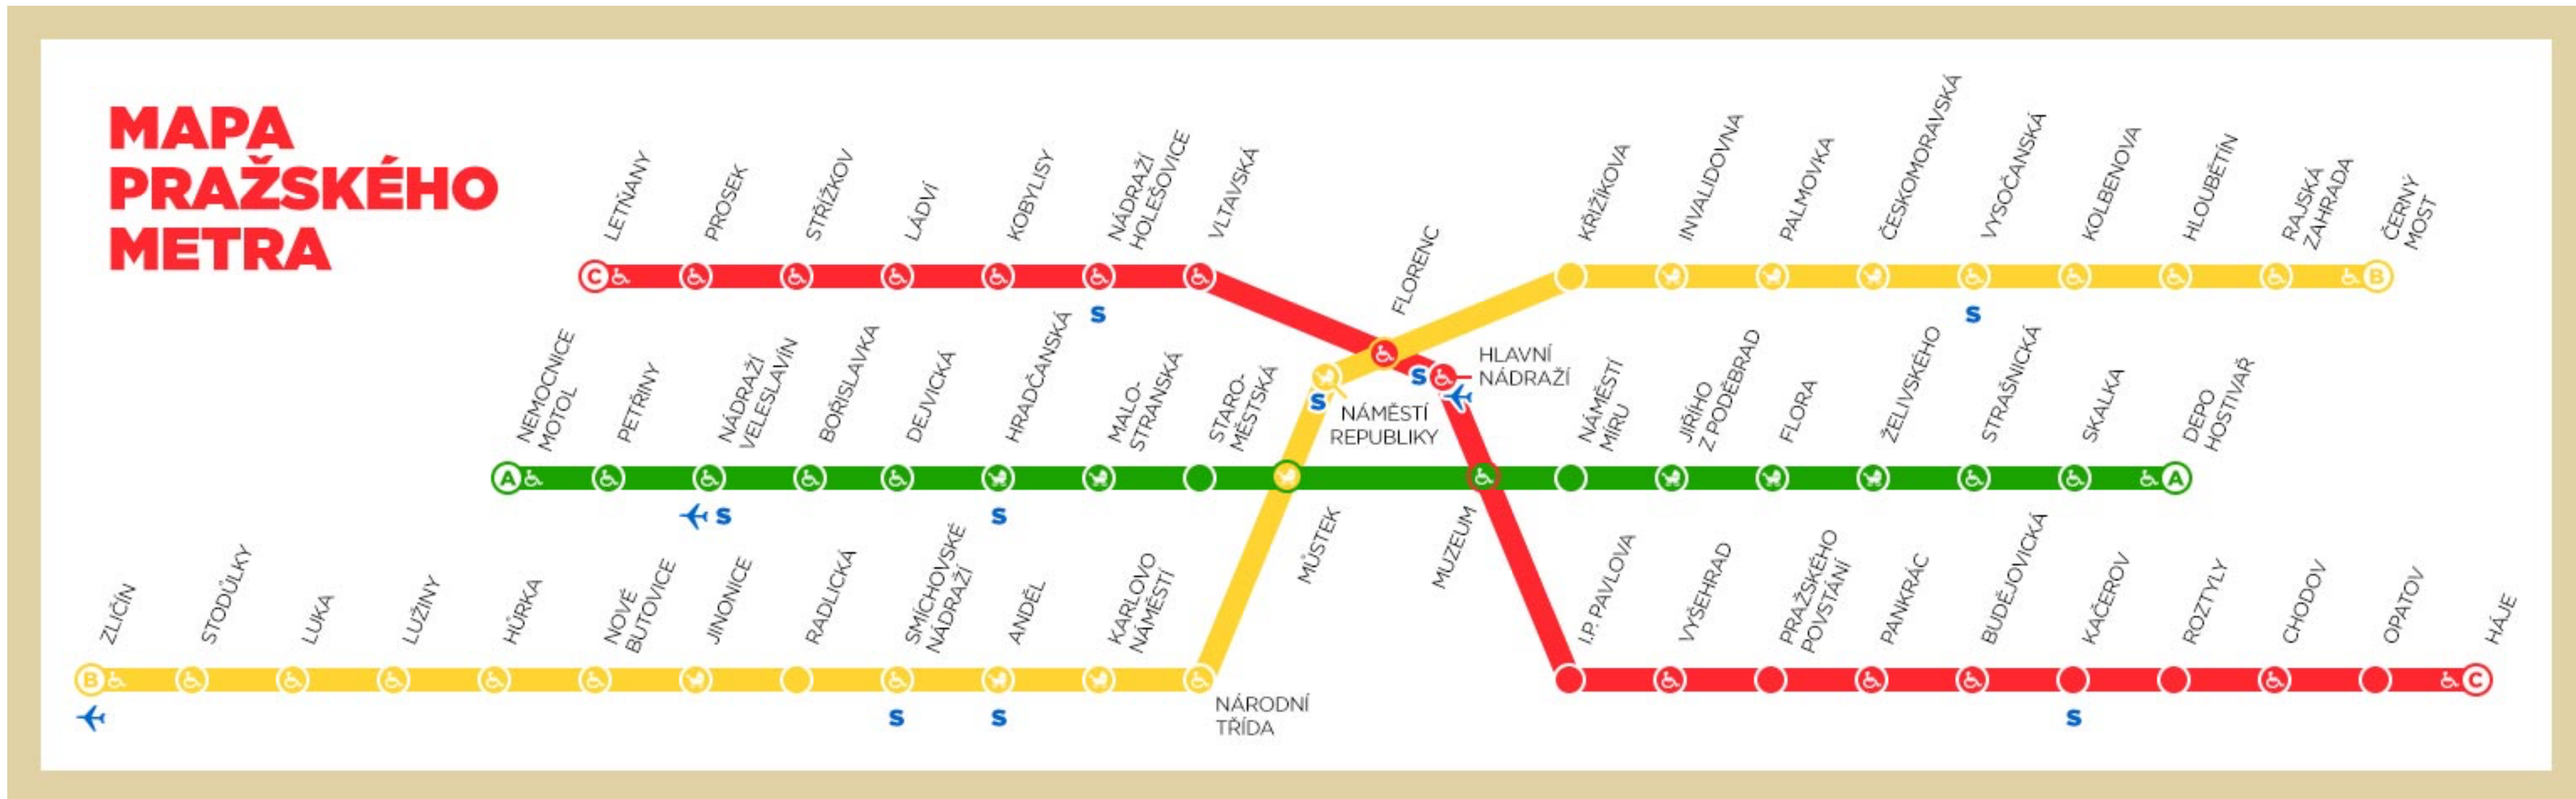 MAPA
PRAŽSKÉHO
METRA
LETŇANY
PROSEK
STŘÍŽKOV
LÁDVÍ
KOBYLISY
NÁDRAŽÍ
HOLEŠOVICE
VLTAVSKÁ
FLORENC
KŘIŽÍKOVA
INVALIDOVNA
PALMOVKA
ČESKOMORAVSKÁ
VYSOČANSKÁ
KOLBENOVA
HLOUBĚTÍN
RAJSKÁ
ZAHRADA
ČERNÝ
MOST
C
B
S
S
NEMOCNICE
MOTOL
PETŘINY
NÁDRAŽÍ
VELESLAVÍN
BOŘISLAVKA
DEJVICKÁ
HRADČANSKÁ
MALO-
STRANSKÁ
STARO-
MĚSTSKÁ
S
NÁMĚSTÍ
REPUBLIKY
S
HLAVNÍ
NÁDRAŽÍ
NÁMĚSTÍ
MÍRU
JIŘÍHO
Z PODĚBRAD
FLORA
ŽELIVSKÉHO
STRAŠNICKÁ
SKALKA
DEPO
HOSTIVAŘ
A
A
S
S
MŮSTEK
MUZEUM
ZLIČÍN
STODŮLKY
LUKA
LUŽINY
HŮRKA
NOVÉ
BUTOVICE
JINONICE
RADLICKÁ
SMÍCHOVSKÉ
NÁDRAŽÍ
ANDĚL
KARLOVO
NÁMĚSTÍ
NÁRODNÍ
TŘÍDA
I.P. PAVLOVA
VYŠEHRAD
PRAŽSKÉHO
POVSTÁNÍ
PANKRÁC
BUDĚJOVICKÁ
KAČEROV
ROZTYLY
CHODOV
OPATOV
HÁJE
B
C
S
S
S